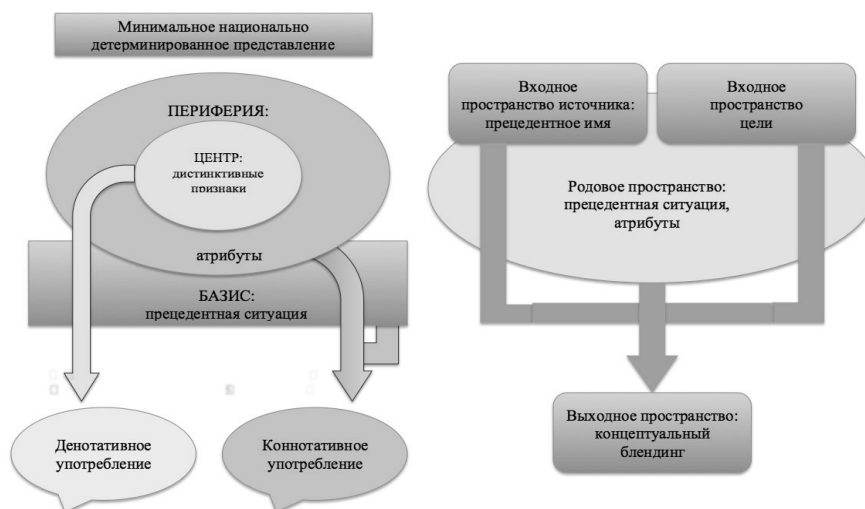 Минимальное национально
детерминированное представление
ПЕРИФЕРИЯ:
ЦЕНТР:
дистинктивные
признаки
атрибуты
БАЗИС:
прецедентная ситуация
Денотативное
употребление
Коннотативное
употребление
Входное
пространство источника:
прецедентное имя
Входное
пространство
цели
Родовое пространство:
прецедентная ситуация,
атрибуты
Выходное пространство:
концептуальный
блендинг